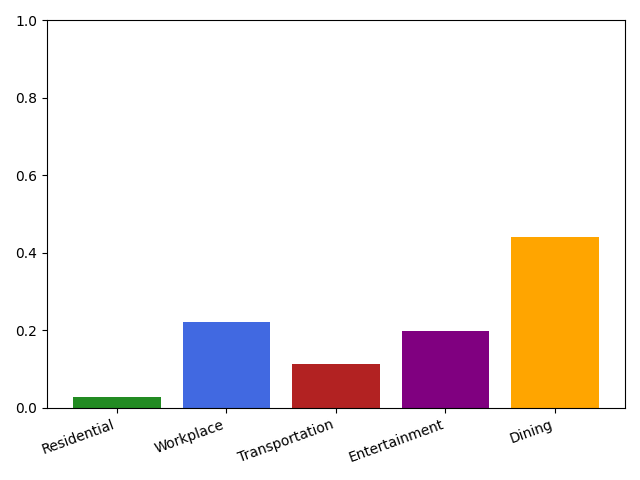 1.0
0.8
0.6
0.4
0.2
0.0
Residential
Workplace
Transportation
Entertainment
Dining